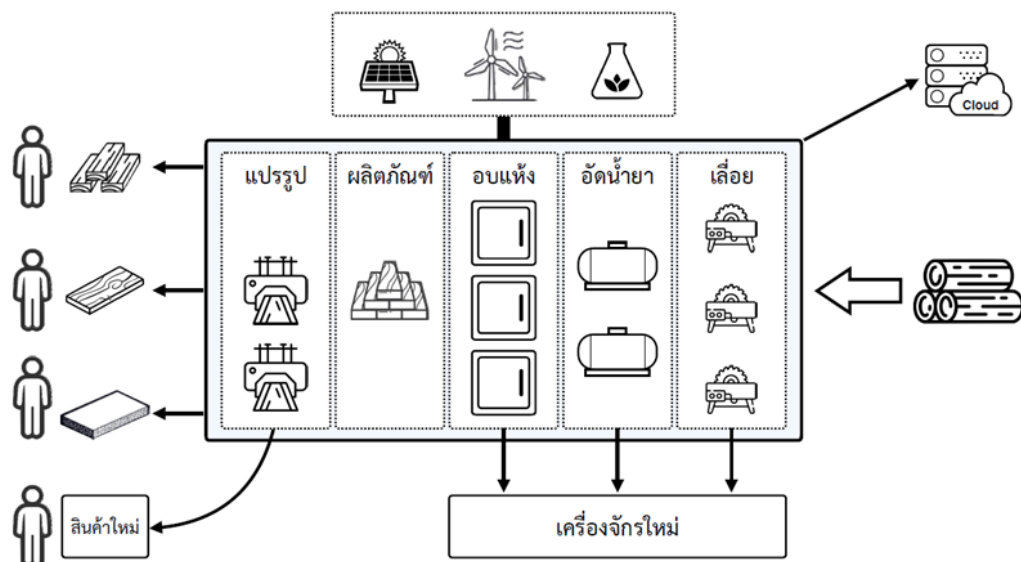 Cloud
แปรรูป
ผลิตภัณฑ์
อบแห้ง
อัดน้ำยา
เลื่อย
สินค้าใหม่
เครื่องจักรใหม่